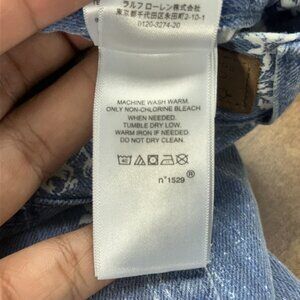 ラルフ ローレン株式会社
東京都千代田区永田町2-10-1
0120-3274-20
MACHINE WASH WARM.
ONLY NON-CHLORINE BLEACH
WHEN NEEDED.
TUMBLE DRY LOW.
WARM IRON IF NEEDED.
DO NOT DRY CLEAN.
n°1529 ®